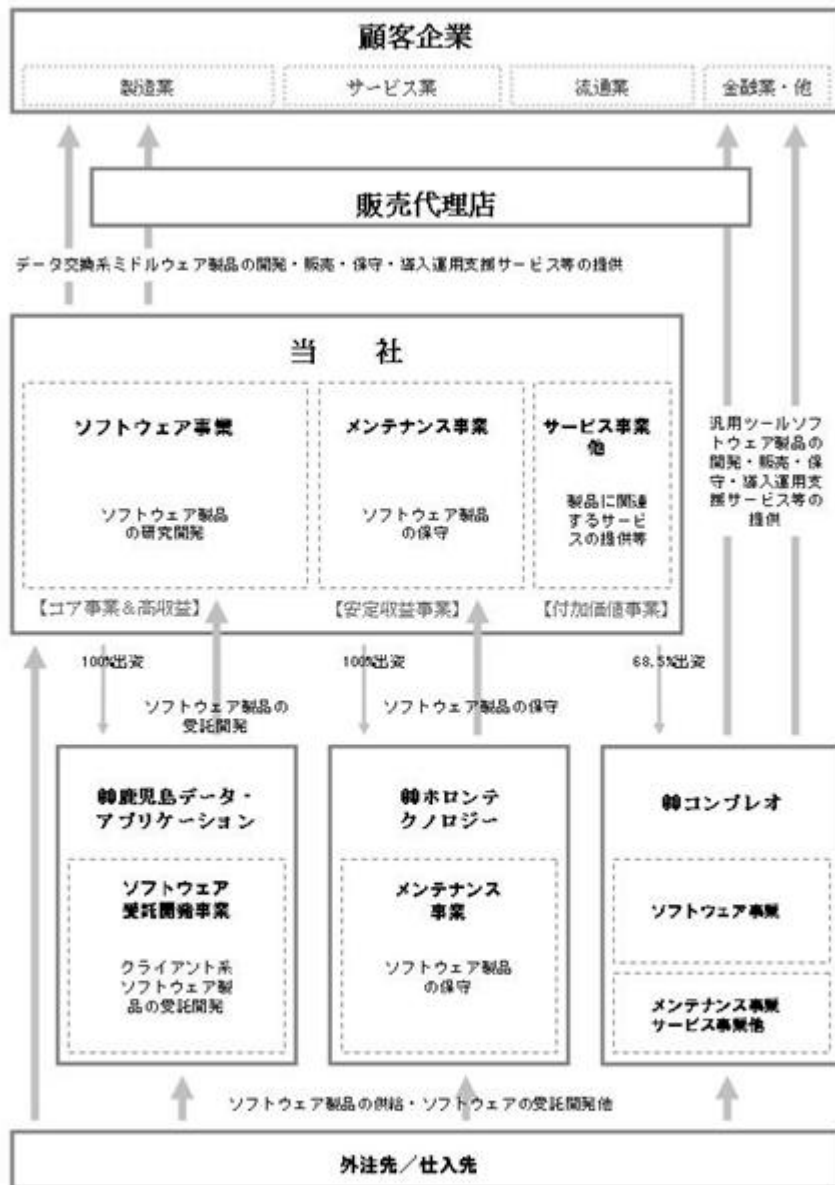 顧客企業
製造業
サービス業
流通業
金融業・他
販売代理店
データ交換系ミドルウェア製品の開発・販売・保守・導入運用支援サービス等の提供
当 社
ソフトウェア事業
ソフトウェア製品
の研究開発
【コア事業&高収益】
メンテナンス事業
ソフトウェア製品
の保守
【安定収益事業】
サービス事業
他
製品に関連
するサービ
スの提供等
【付加価値事業】
汎用ツールソフ
トウェア製品の
開発・販売・保
守・導入運用支
援サービス等の
提供
100%出資
100%出資
68.5%出資
ソフトウェア製品の
受託開発
ソフトウェア製品の保守
㈱鹿児島データ・
アプリケーション
ソフトウェア
受託開発事業
クライアント系
ソフトウェア製
品の受託開発
㈱ホロンテ
クノロジー
メンテナンス
事業
ソフトウェア製品
の保守
㈱コンプレオ
ソフトウェア事業
メンテナンス事業
サービス事業他
ソフトウェア製品の供給・ソフトウェアの受託開発他
外注先/仕入先